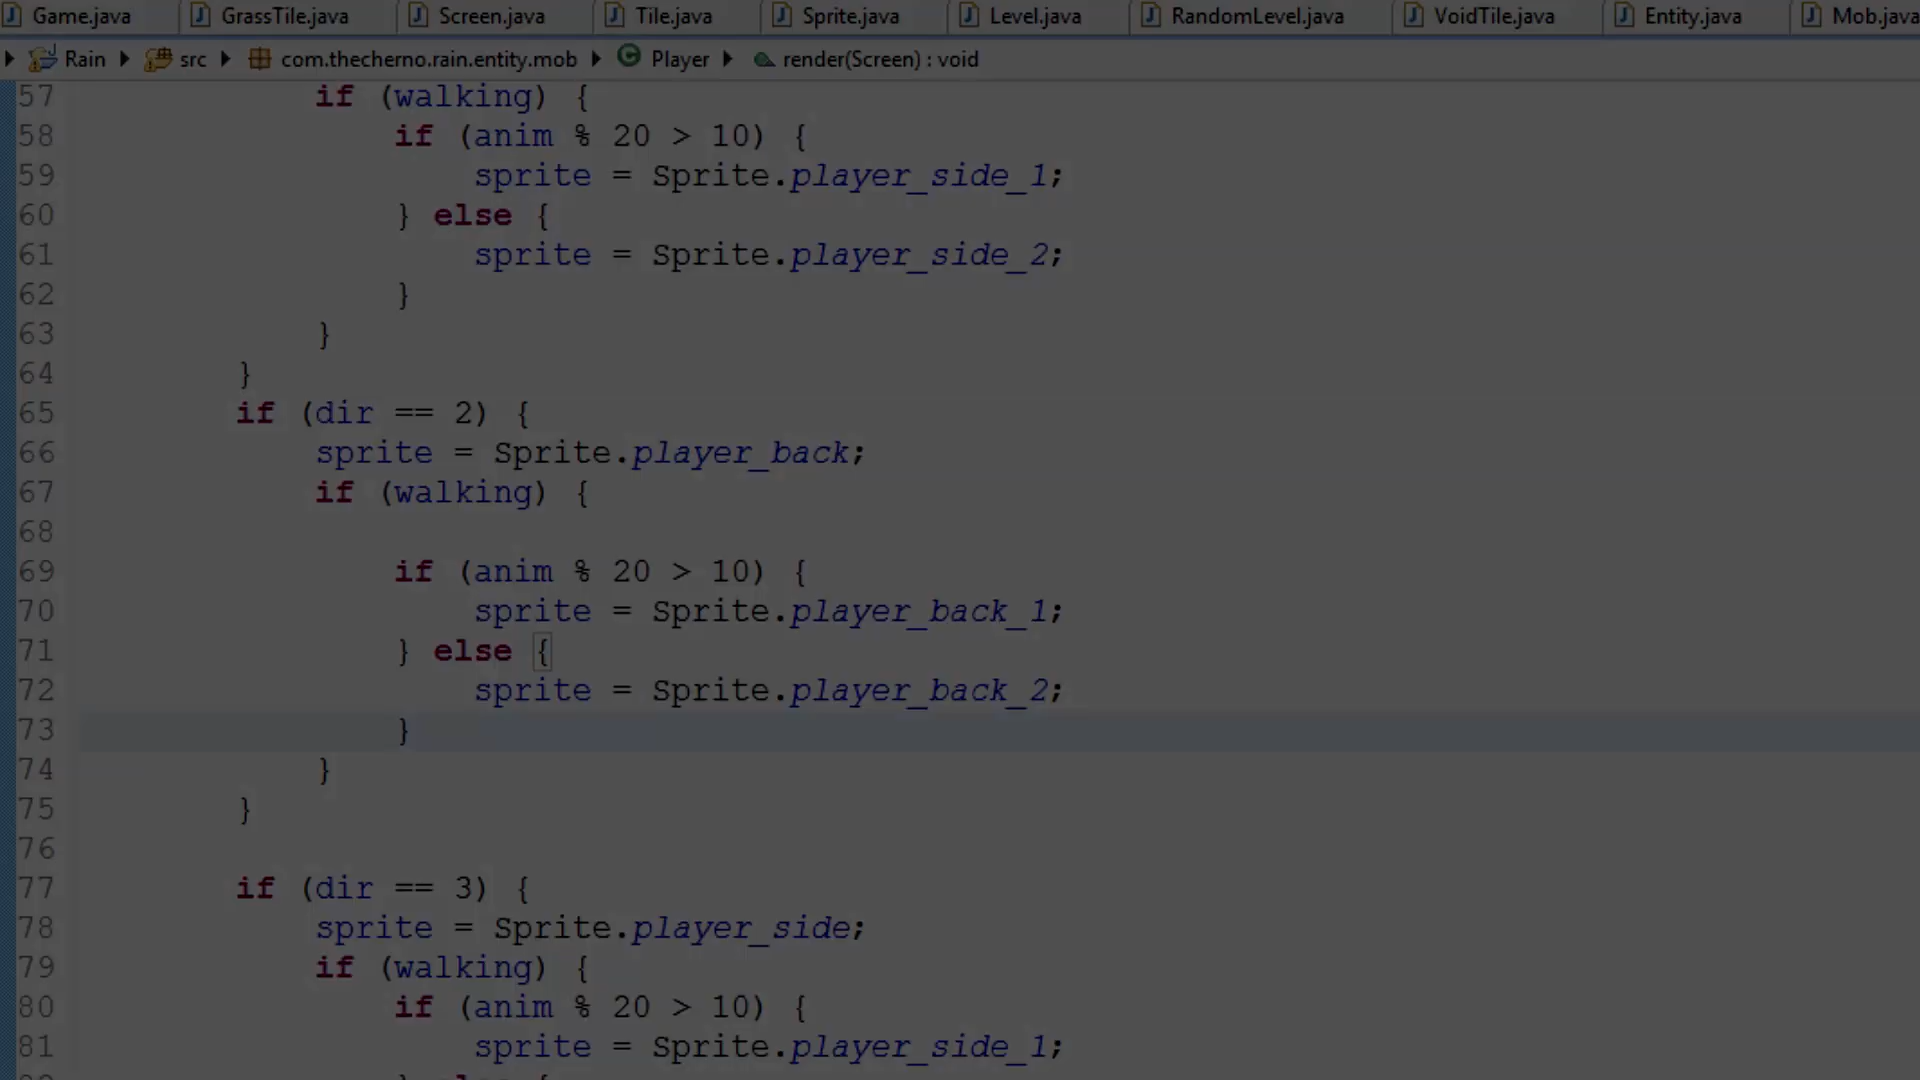 Game.java GrassTile.java Screen.java Tile.java Sprite.java Level.java RandomLevel.java VoidTile.java Entity.java Mob.java
Rain src com.thecherno.rain.entity.mob Player render(Screen) : void
57 if (walking) {
58 if (anim % 20 > 10) {
59 sprite = Sprite.player_side_1;
60 } else {
61 sprite = Sprite.player_side_2;
62 }
63 }
64 }
65 if (dir == 2) {
66 sprite = Sprite.player_back;
67 if (walking) {
68
69 if (anim % 20 > 10) {
70 sprite = Sprite.player_back_1;
71 } else {
72 sprite = Sprite.player_back_2;
73 }
74 }
75 }
76
77 if (dir == 3) {
78 sprite = Sprite.player_side;
79 if (walking) {
80 if (anim % 20 > 10) {
81 sprite = Sprite.player_side_1;